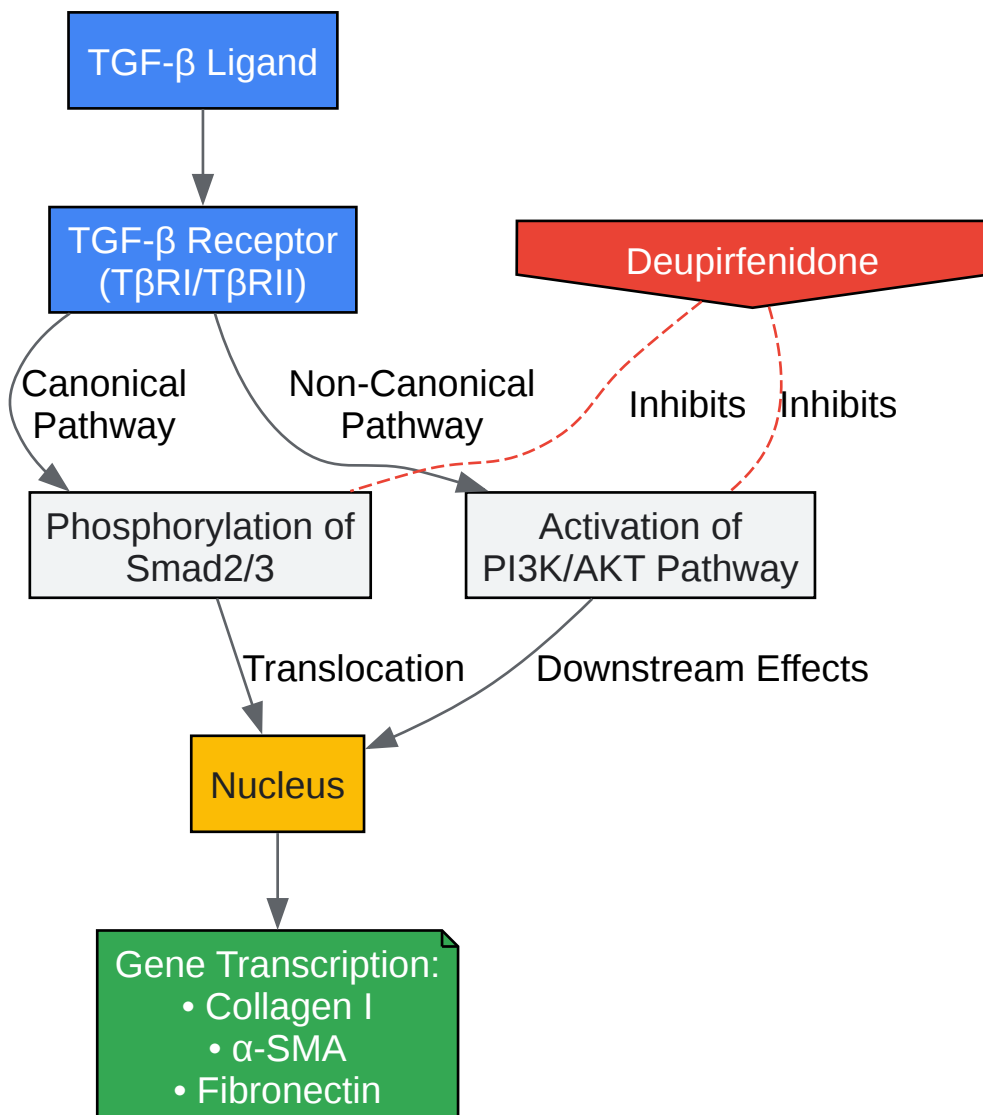 TGF-β Ligand
TGF-β Receptor
(TβRI/TβRII)
Deupirfenidone
Canonical
Pathway
Non-Canonical
Pathway
Inhibits
Inhibits
Phosphorylation of
Smad2/3
Activation of
PI3K/AKT Pathway
Translocation
Downstream Effects
Nucleus
Gene Transcription:
• Collagen I
• α-SMA
• Fibronectin